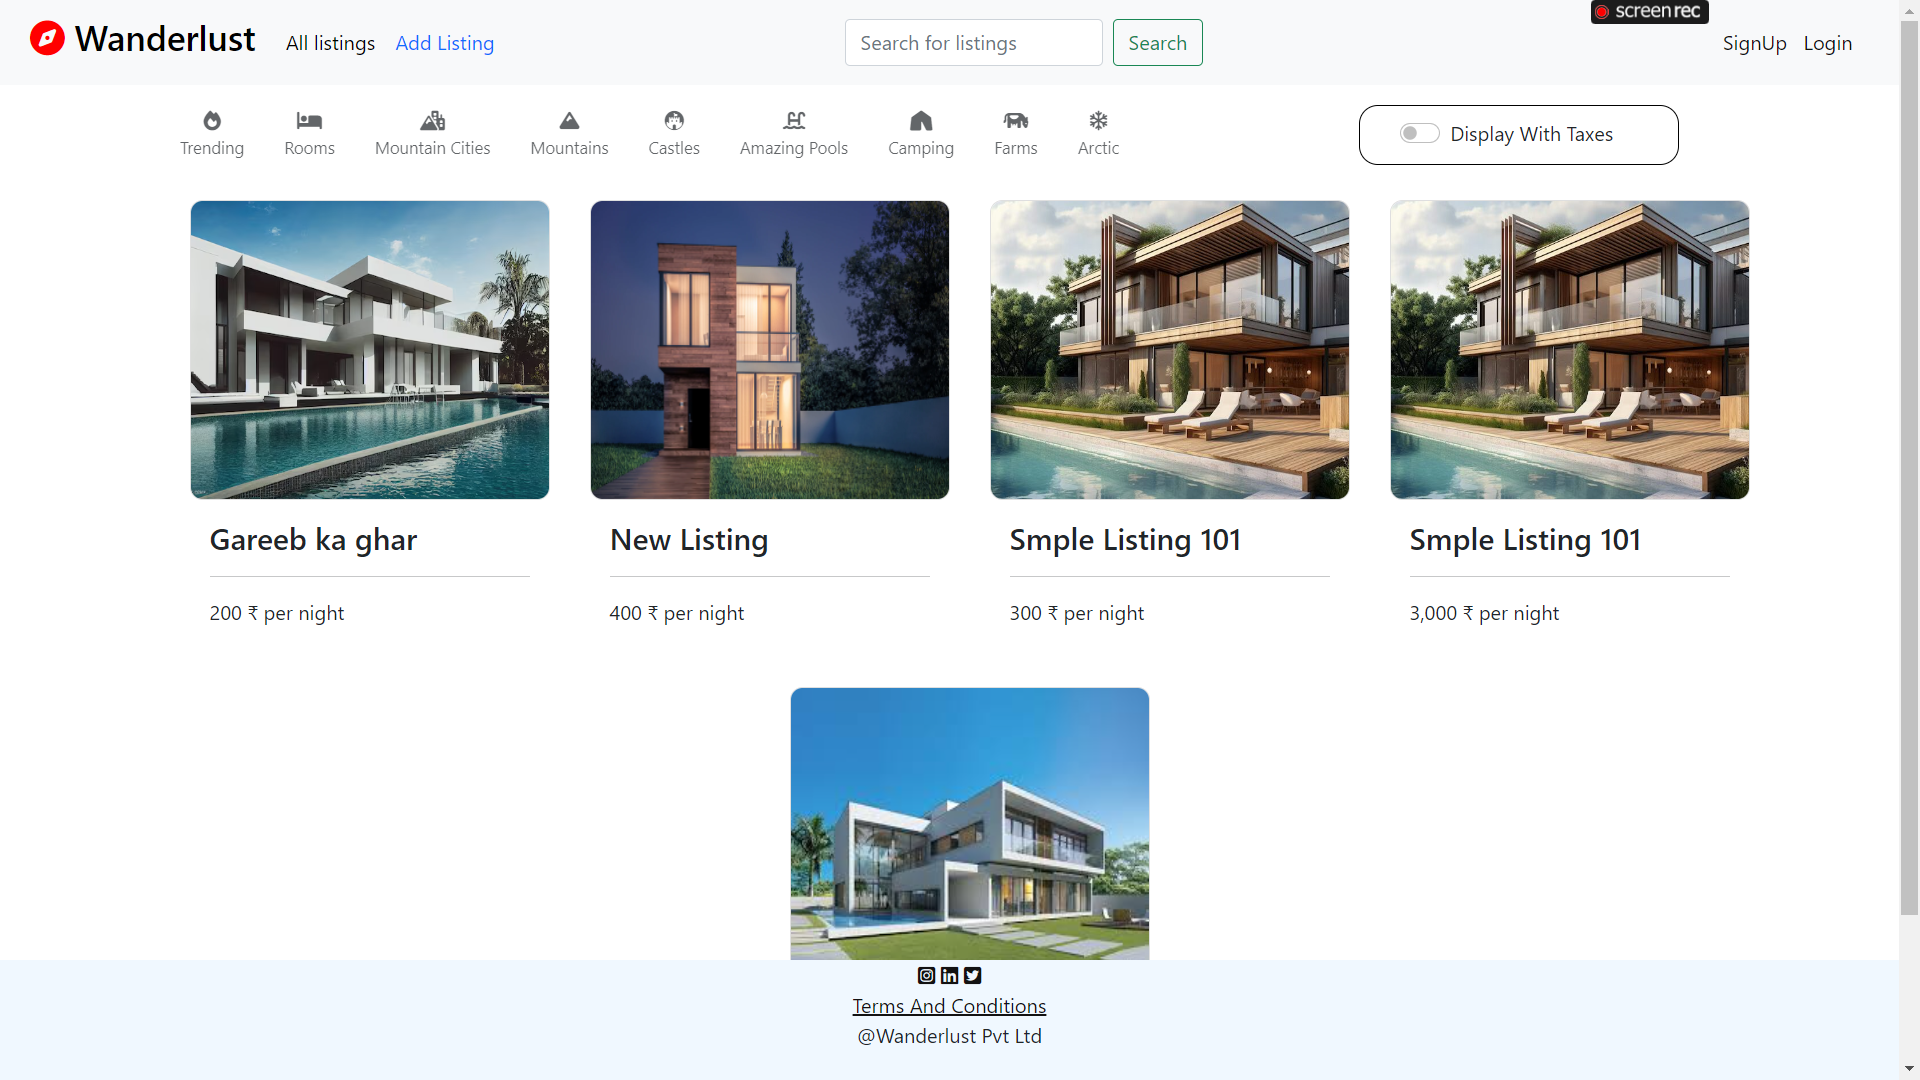 screenrec
Wanderlust All listings Add Listing Search for listings Search SignUp Login
Trending Rooms Mountain Cities Mountains Castles Amazing Pools Camping Farms Arctic Display With Taxes
Gareeb ka ghar New Listing Smple Listing 101 Smple Listing 101
200 ₹ per night 400 ₹ per night 300 ₹ per night 3,000 ₹ per night
Terms And Conditions
@Wanderlust Pvt Ltd